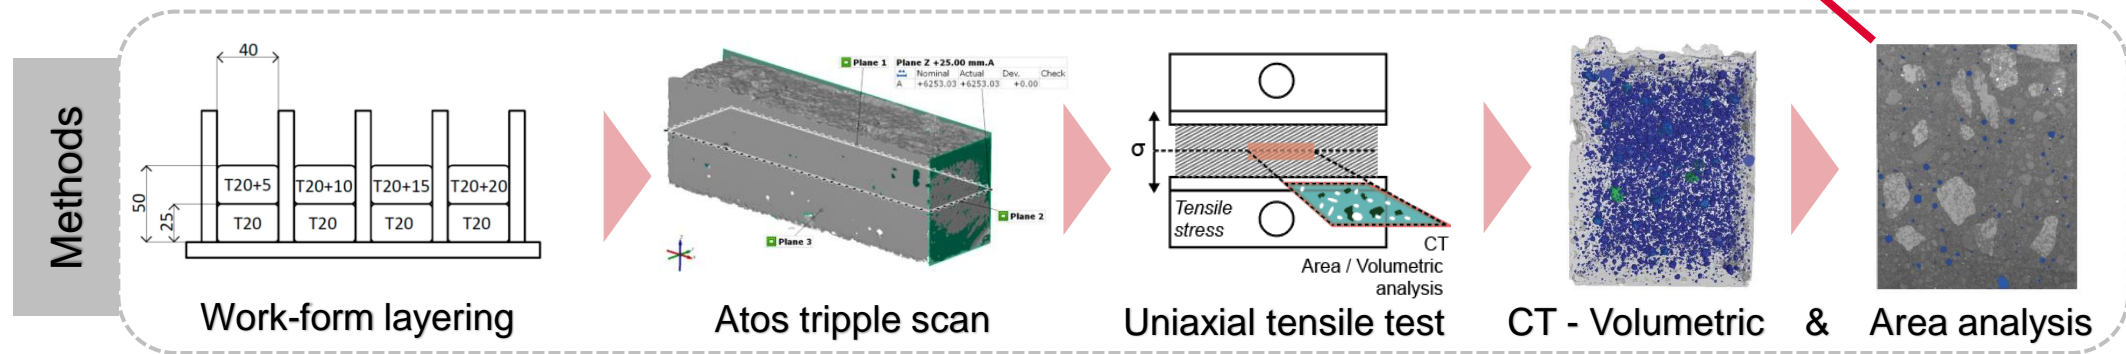 Methods
40
50
25
T20+5
T20+10
T20+15
T20+20
T20
T20
T20
T20
Work-form layering
Plane 1
Plane Z +25.00 mm.A
Nominal Actual Dev. Check
A +6253.03 +6253.03 +0.00
Plane 2
Plane 3
Atos tripple scan
σ
Tensile
stress
CT
Area / Volumetric
analysis
Uniaxial tensile test
CT - Volumetric & Area analysis